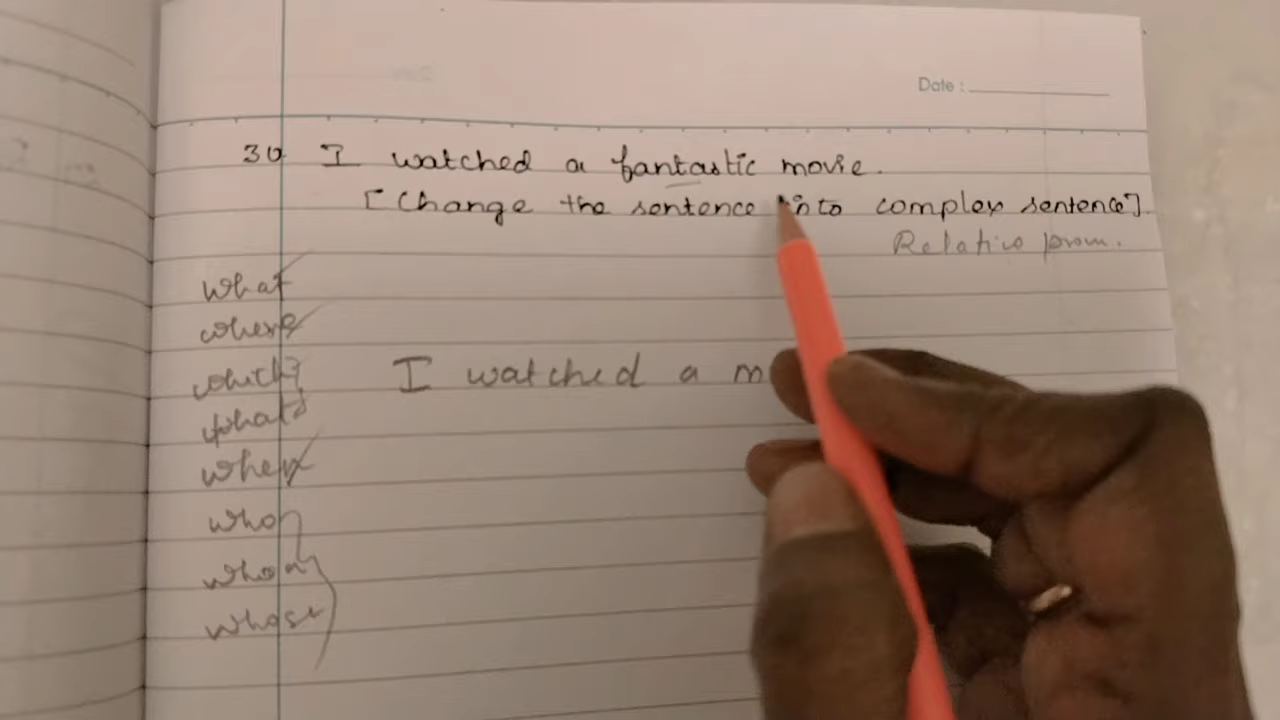 Date :
30 I watched a fantastic movie.
[Change the sentence into complex sentence]
Relative pron.
what
where
which
that
when
I watched a m
who
whom
whose